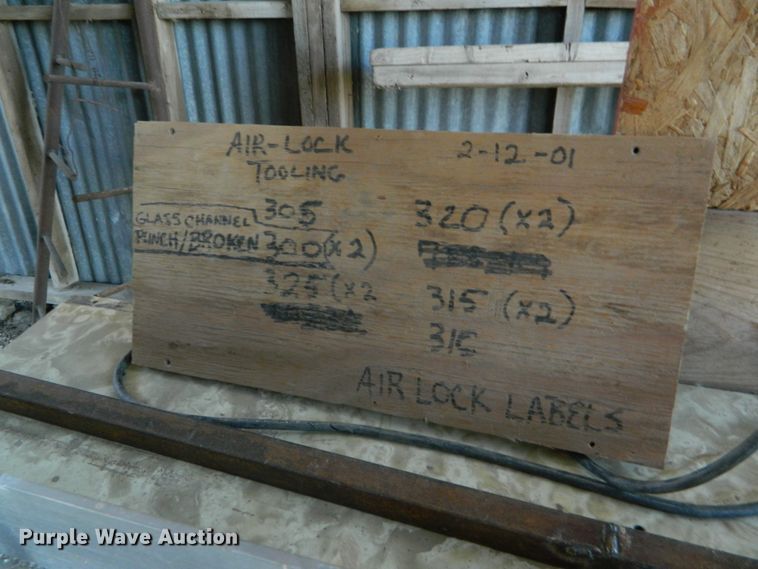 AIR-LOCK
TOOLING
2-12-01
GLASS CHANNEL
PUNCH/BROKEN
305
300(x2)
325(x2
320(x2)
315(x2)
315
AIR LOCK LABELS
Purple Wave Auction